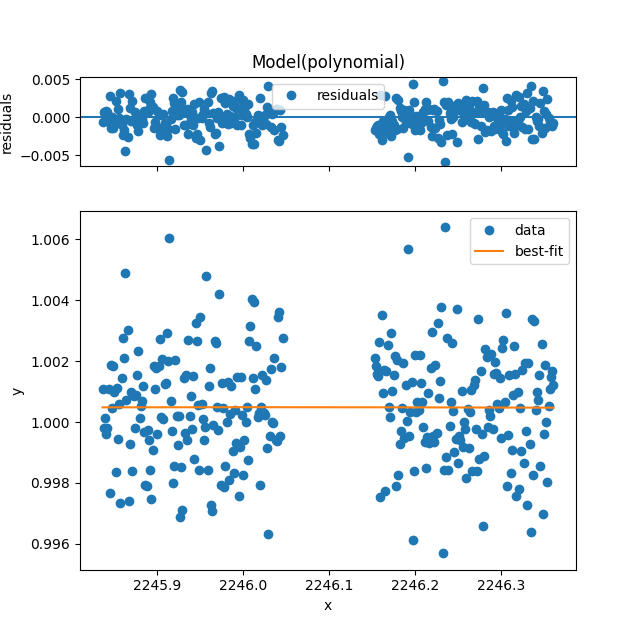 Model(polynomial)
0.005
0.000
−0.005
residuals
residuals
1.006
1.004
1.002
1.000
0.998
0.996
y
data
best-fit
2245.9 2246.0 2246.1 2246.2 2246.3
x